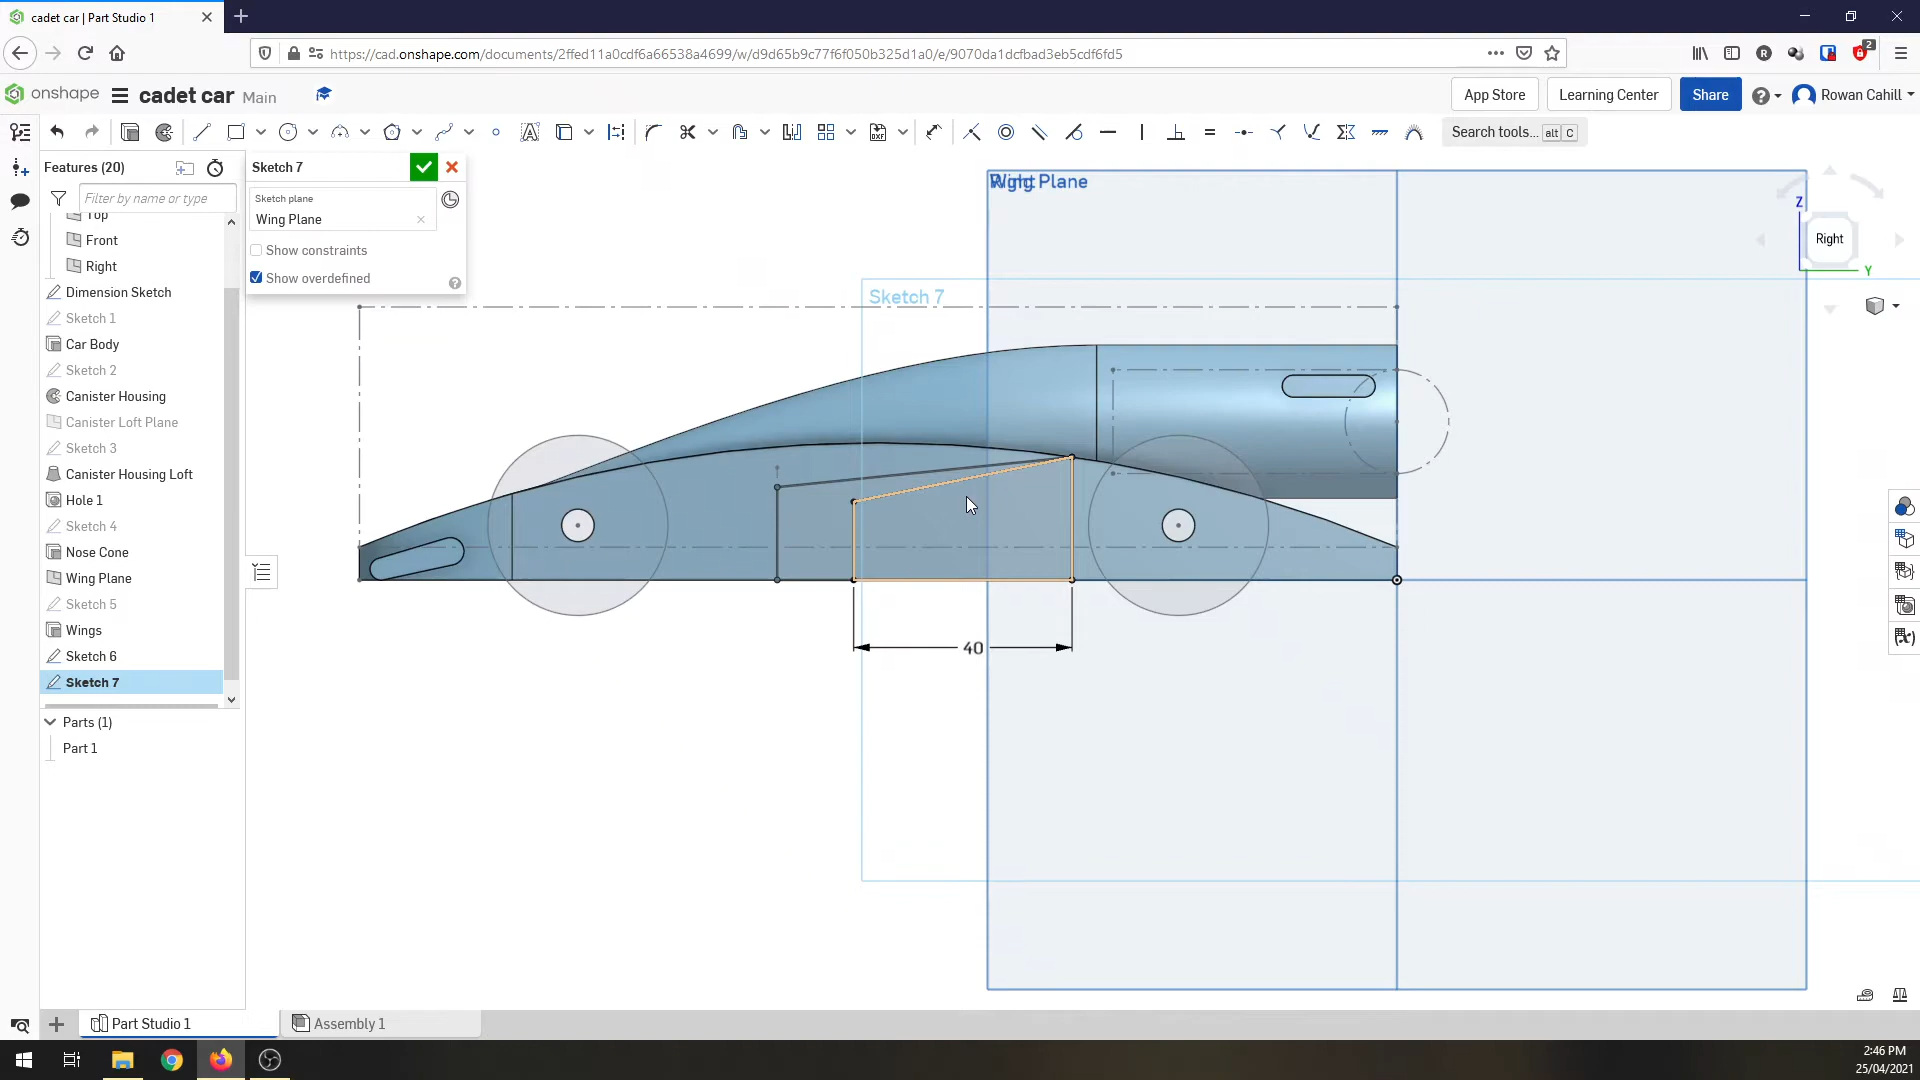 cadet car | Part Studio 1
https://cad.onshape.com/documents/2ffed11a0cdf6a66538a4699/w/d9d65b9c77f6f050b325d1a0/e/9070da1dcfbad3eb5cdf6fd5
2
onshape
cadet car Main
App Store
Learning Center
Share
Rowan Cahill
Search tools... alt C
Features (20)
Filter by name or type
Top
Front
Right
Dimension Sketch
Sketch 1
Car Body
Sketch 2
Canister Housing
Canister Loft Plane
Sketch 3
Canister Housing Loft
Hole 1
Sketch 4
Nose Cone
Wing Plane
Sketch 5
Wings
Sketch 6
Sketch 7
Parts (1)
Part 1
Sketch 7
Sketch plane
Wing Plane
Show constraints
Show overdefined
Wing Plane
Right
Sketch 7
40
Z
Right
Y
Part Studio 1
Assembly 1
2:46 PM
25/04/2021